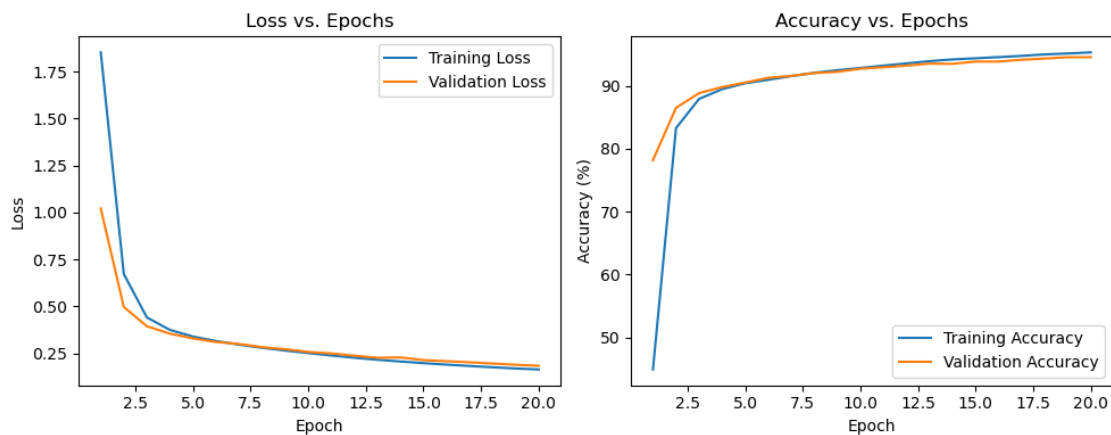 Loss vs. Epochs
Training Loss
Validation Loss
1.75
1.50
1.25
1.00
0.75
0.50
0.25
Loss
2.5 5.0 7.5 10.0 12.5 15.0 17.5 20.0
Epoch
Accuracy vs. Epochs
90
80
70
60
50
Accuracy (%)
Training Accuracy
Validation Accuracy
2.5 5.0 7.5 10.0 12.5 15.0 17.5 20.0
Epoch